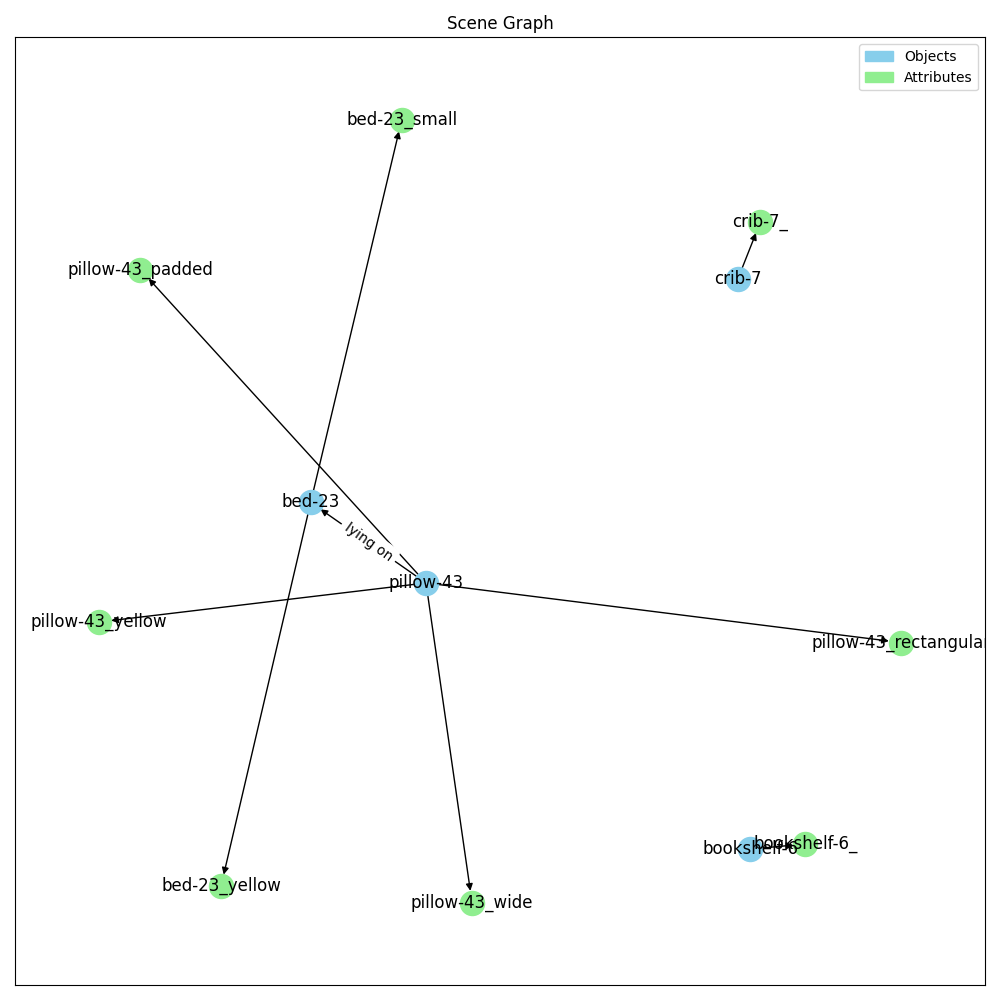 Scene Graph
Objects
Attributes
bed-23_small
crib-7_
pillow-43_padded
crib-7
bed-23
lying on
pillow-43
pillow-43_yellow
pillow-43_rectangular
bookshelf-6_
bookshelf-6
bed-23_yellow
pillow-43_wide